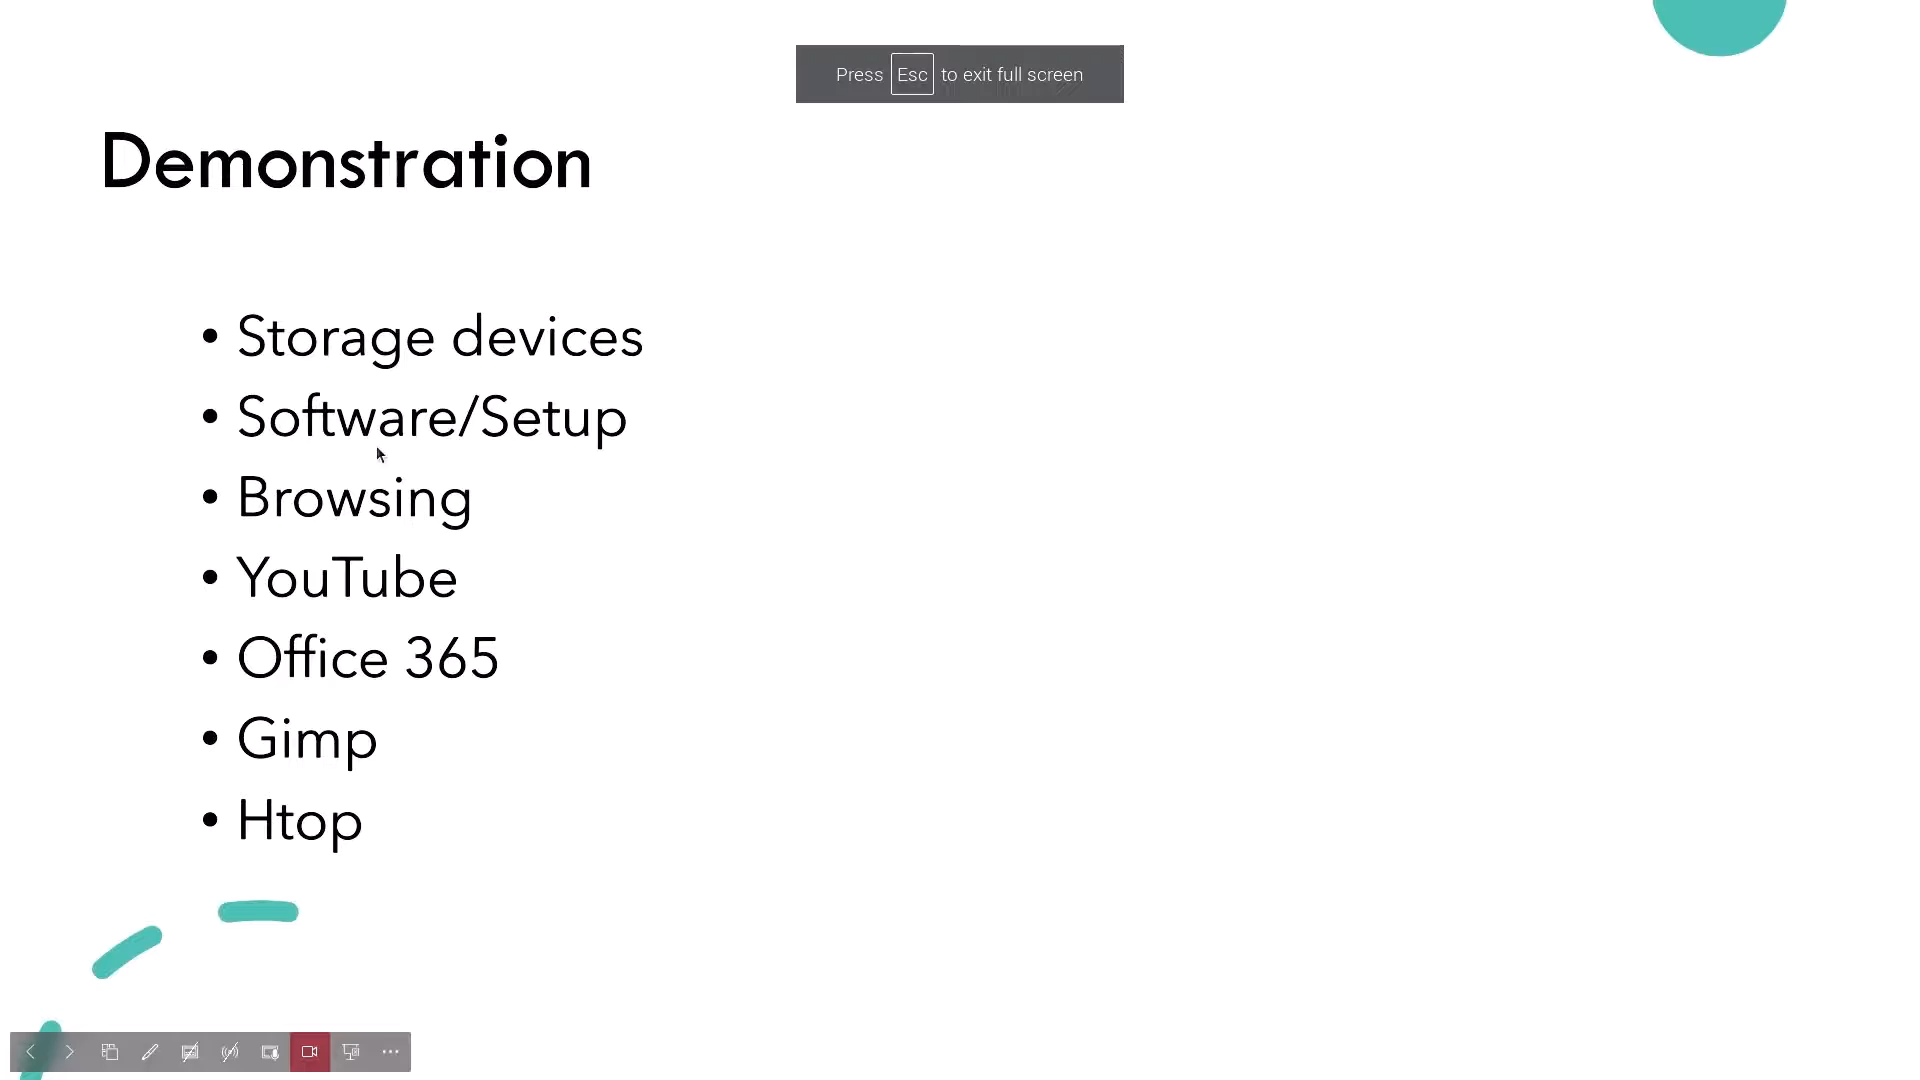 Press Esc to exit full screen
Demonstration
• Storage devices
• Software/Setup
• Browsing
• YouTube
• Office 365
• Gimp
• Htop